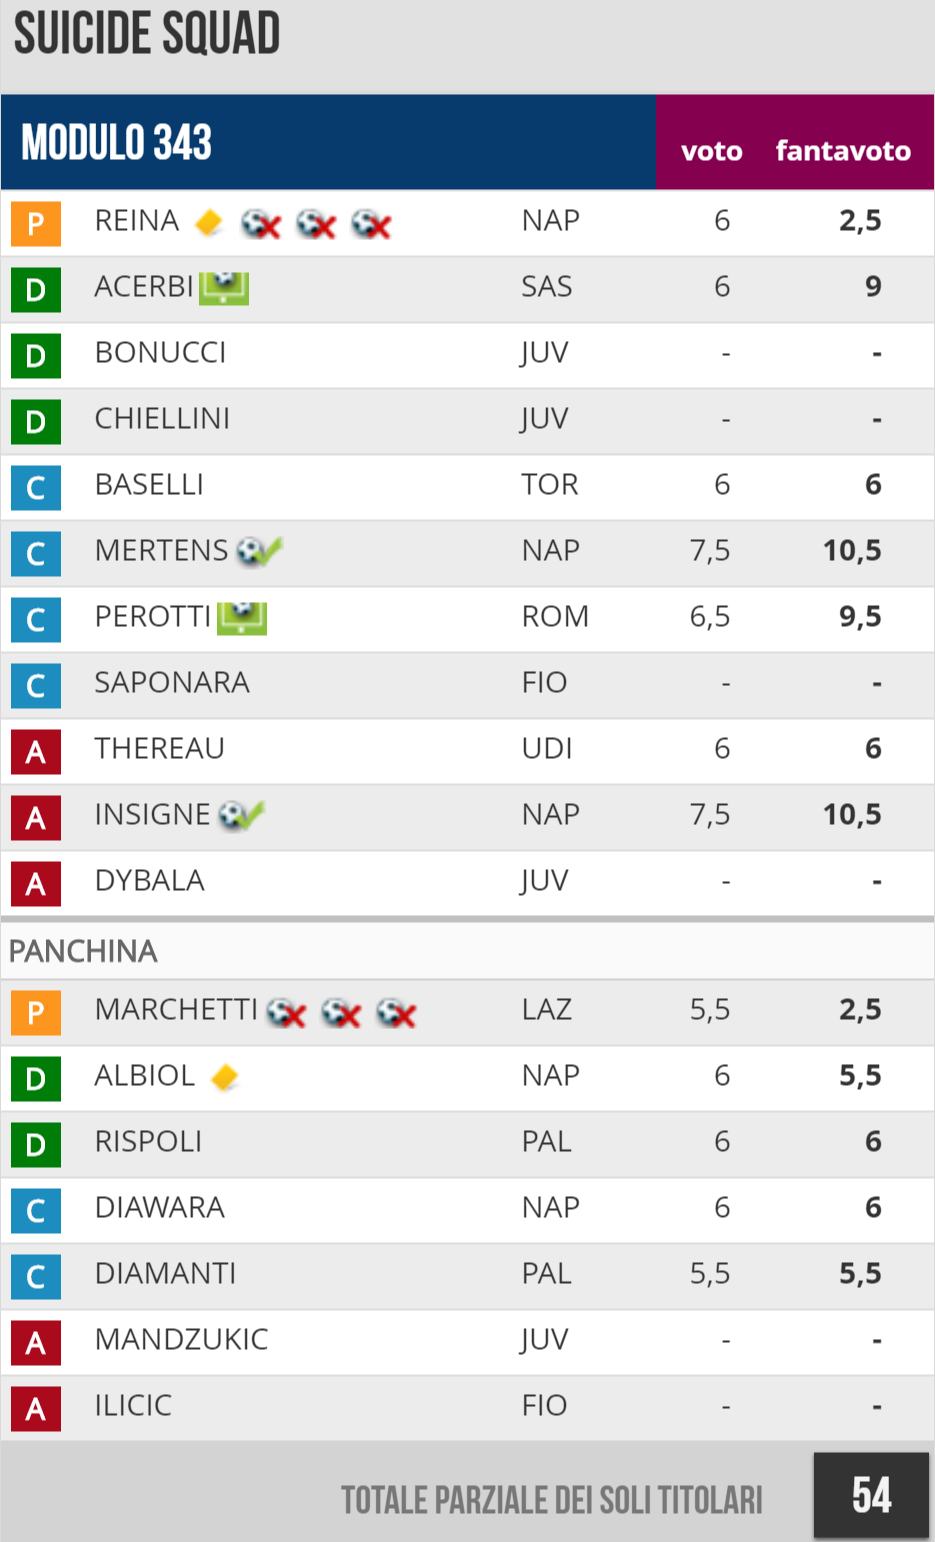 SUICIDE SQUAD
MODULO 343 voto fantavoto
P REINA NAP 6 2,5
D ACERBI SAS 6 9
D BONUCCI JUV - -
D CHIELLINI JUV - -
C BASELLI TOR 6 6
C MERTENS NAP 7,5 10,5
C PEROTTI ROM 6,5 9,5
C SAPONARA FIO - -
A THEREAU UDI 6 6
A INSIGNE NAP 7,5 10,5
A DYBALA JUV - -
PANCHINA
P MARCHETTI LAZ 5,5 2,5
D ALBIOL NAP 6 5,5
D RISPOLI PAL 6 6
C DIAWARA NAP 6 6
C DIAMANTI PAL 5,5 5,5
A MANDZUKIC JUV - -
A ILICIC FIO - -
TOTALE PARZIALE DEI SOLI TITOLARI 54